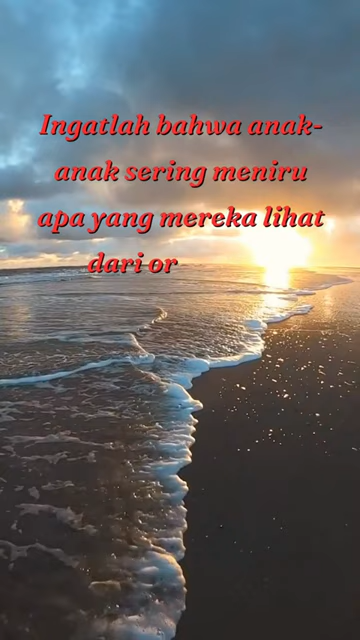 Ingatlah bahwa anak-
anak sering meniru
apa yang mereka lihat
dari or